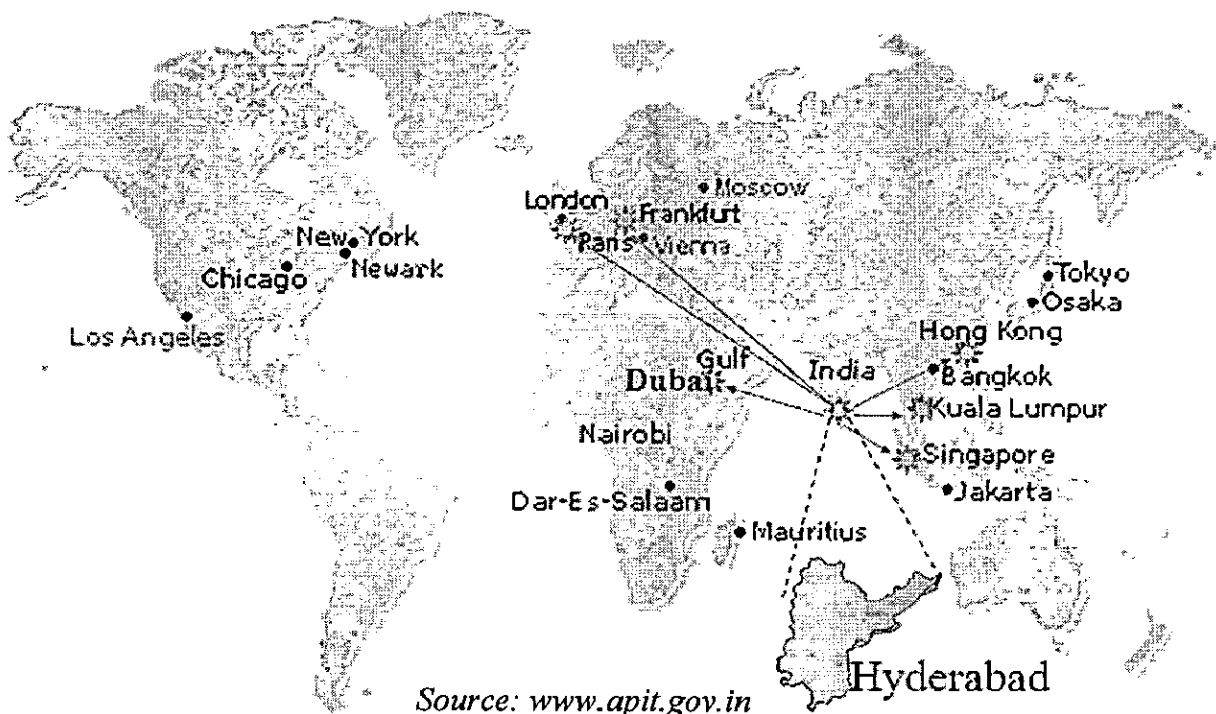 Moscow
London
Frankfurt
Paris
Vienna
New York
Newark
Chicago
Los Angeles
Tokyo
Osaka
Hong Kong
Gulf
India
Bangkok
Dubai
Kuala Lumpur
Nairobi
Singapore
Dar-Es-Salaam
Jakarta
Mauritius
Hyderabad
Source: www.apit.gov.in